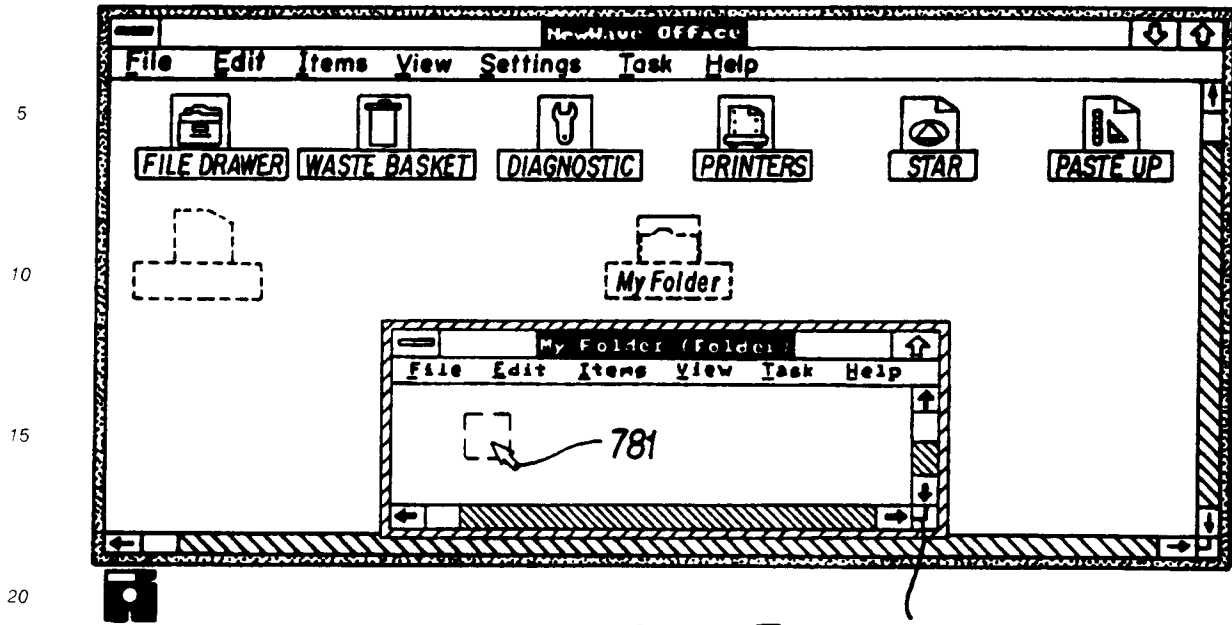 NewWave Office
File Edit Items View Settings Task Help
5
FILE DRAWER WASTE BASKET DIAGNOSTIC PRINTERS STAR PASTE UP
10
My Folder
My Folder (Folder)
File Edit Items View Task Help
15
781
20